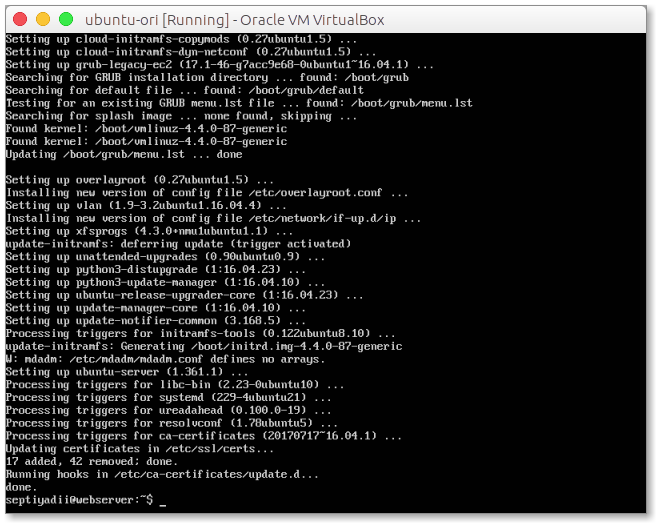 ubuntu-ori [Running] - Oracle VM VirtualBox
Setting up cloud-initramfs-copymods (0.27ubuntu1.5) ...
Setting up cloud-initramfs-dyn-netconf (0.27ubuntu1.5) ...
Setting up grub-legacy-ec2 (17.1-46-g7acc9e68-0ubuntu1~16.04.1) ...
Searching for GRUB installation directory ... found: /boot/grub
Searching for default file ... found: /boot/grub/default
Testing for an existing GRUB menu.lst file ... found: /boot/grub/menu.lst
Searching for splash image ... none found, skipping ...
Found kernel: /boot/vmlinuz-4.4.0-87-generic
Found kernel: /boot/vmlinuz-4.4.0-87-generic
Updating /boot/grub/menu.lst ... done
Setting up overlayroot (0.27ubuntu1.5) ...
Installing new version of config file /etc/overlayroot.conf ...
Setting up vlan (1.9-3.2ubuntu1.16.04.4) ...
Installing new version of config file /etc/network/if-up.d/ip ...
Setting up xfsprogs (4.3.0+nmu1ubuntu1.1) ...
update-initramfs: deferring update (trigger activated)
Setting up unattended-upgrades (0.90ubuntu0.9) ...
Setting up python3-distupgrade (1:16.04.23) ...
Setting up python3-update-manager (1:16.04.10) ...
Setting up ubuntu-release-upgrader-core (1:16.04.23) ...
Setting up update-manager-core (1:16.04.10) ...
Setting up update-notifier-common (3.168.5) ...
Processing triggers for initramfs-tools (0.122ubuntu8.10) ...
update-initramfs: Generating /boot/initrd.img-4.4.0-87-generic
W: mdadm: /etc/mdadm/mdadm.conf defines no arrays.
Setting up ubuntu-server (1.361.1) ...
Processing triggers for libc-bin (2.23-0ubuntu10) ...
Processing triggers for systemd (229-4ubuntu21) ...
Processing triggers for ureadahead (0.100.0-19) ...
Processing triggers for resolvconf (1.78ubuntu5) ...
Processing triggers for ca-certificates (20170717~16.04.1) ...
Updating certificates in /etc/ssl/certs...
17 added, 42 removed; done.
Running hooks in /etc/ca-certificates/update.d...
done.
septiyadii@webserver:~$ _